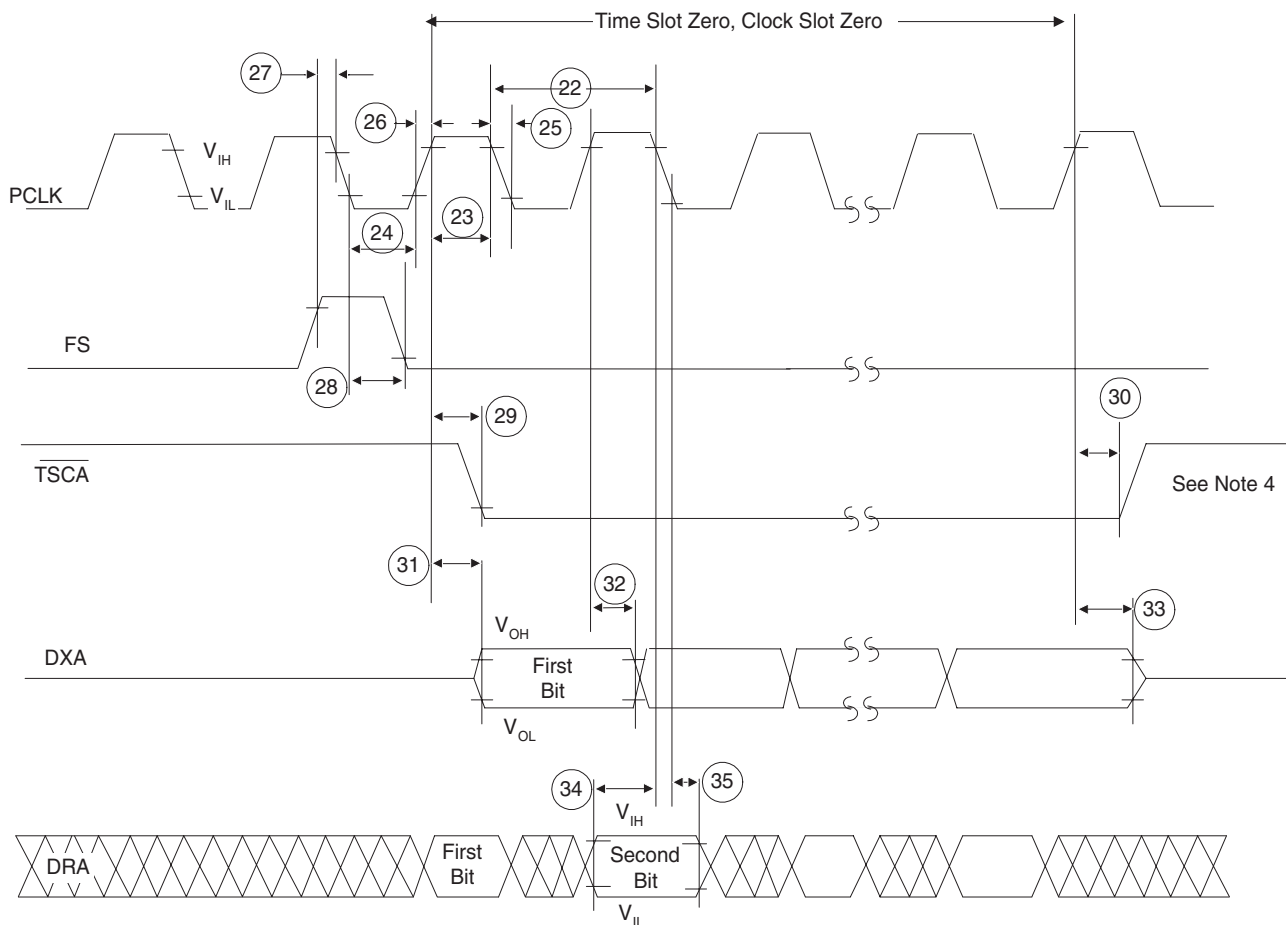 Time Slot Zero, Clock Slot Zero
27
22
26
25
V_IH
V_IL
PCLK
23
24
FS
28
30
29
TSCA
See Note 4
31
32
33
V_OH
DXA
First
Bit
V_OL
34
35
V_IH
DRA
First
Bit
Second
Bit
V_IL